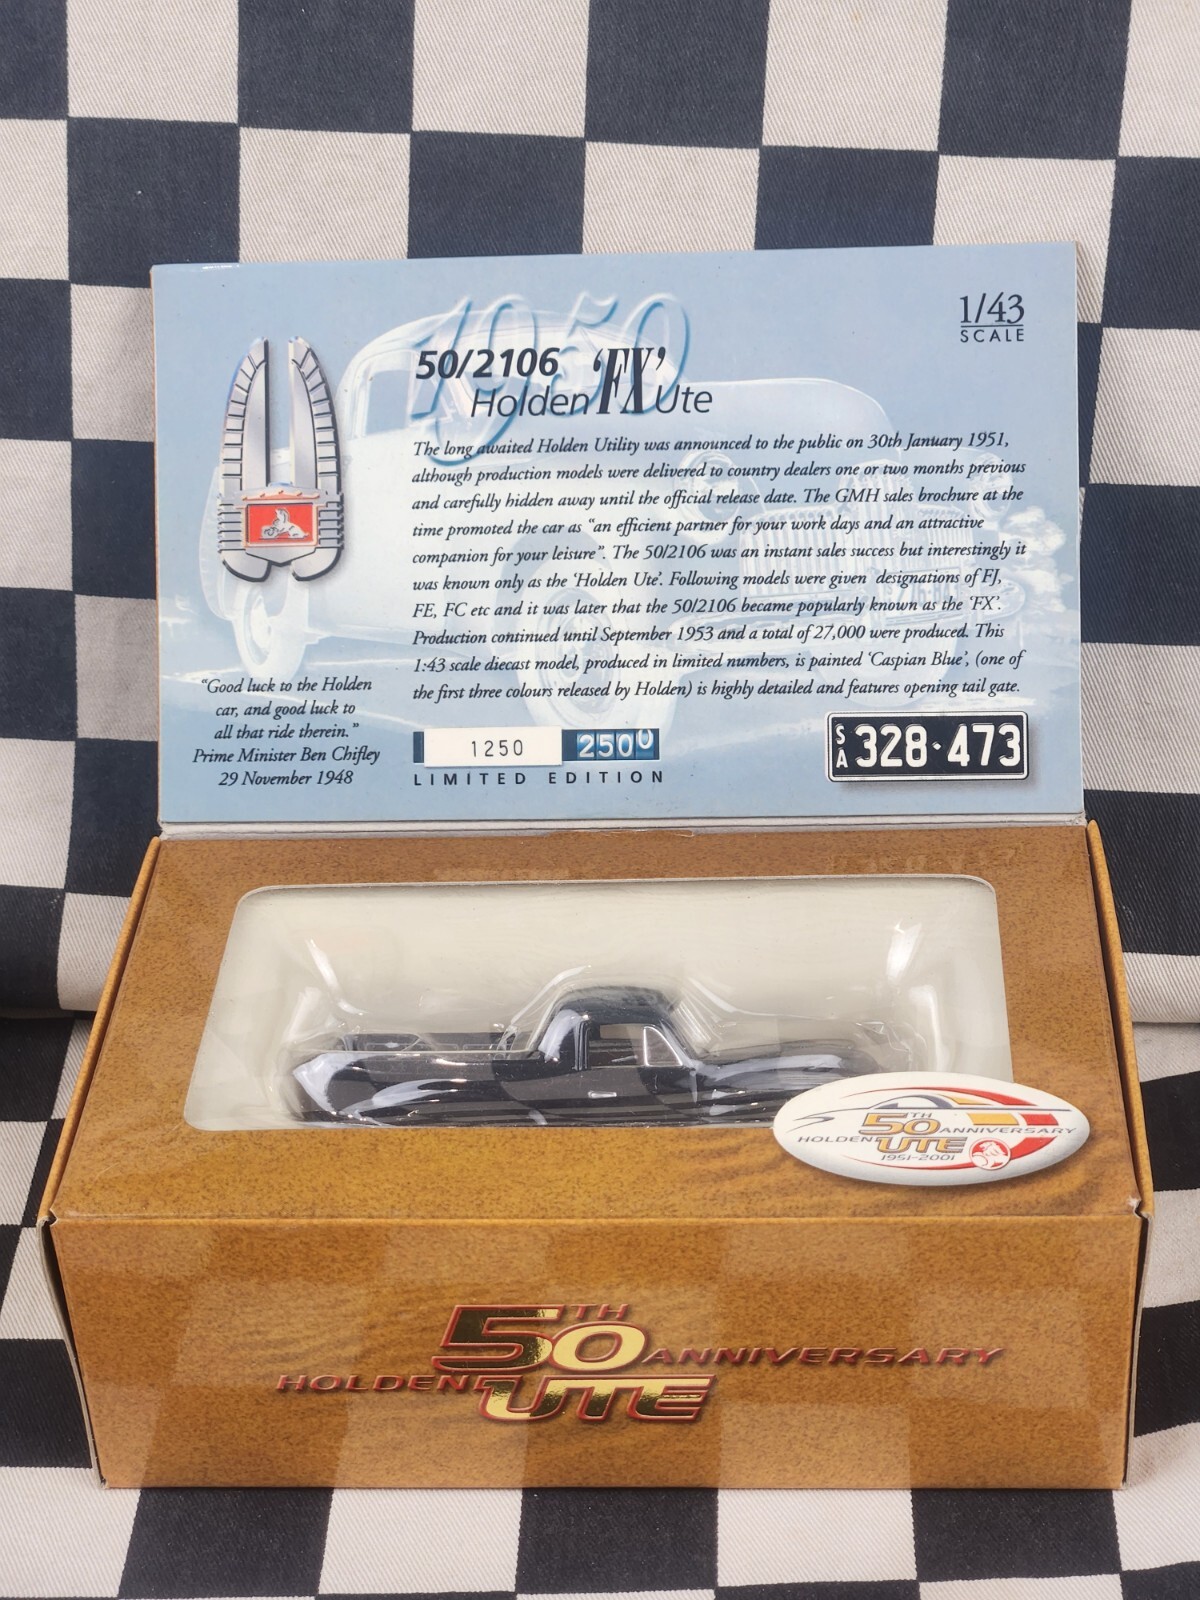 1950
1/43
SCALE
50/2106
Holden 'FX' Ute
The long awaited Holden Utility was announced to the public on 30th January 1951,
although production models were delivered to country dealers one or two months previous
and carefully hidden away until the official release date. The GMH sales brochure at the
time promoted the car as "an efficient partner for your work days and an attractive
companion for your leisure". The 50/2106 was an instant sales success but interestingly it
was known only as the 'Holden Ute'. Following models were given designations of FJ,
FE, FC etc and it was later that the 50/2106 became popularly known as the 'FX'.
Production continued until September 1953 and a total of 27,000 were produced. This
1:43 scale diecast model, produced in limited numbers, is painted 'Caspian Blue', (one of
the first three colours released by Holden) is highly detailed and features opening tail gate.
"Good luck to the Holden
car, and good luck to
all that ride therein."
Prime Minister Ben Chifley
29 November 1948
1250 2500
LIMITED EDITION
SA 328·473
50TH ANNIVERSARY
HOLDEN UTE
1951-2001
50TH ANNIVERSARY
HOLDEN UTE